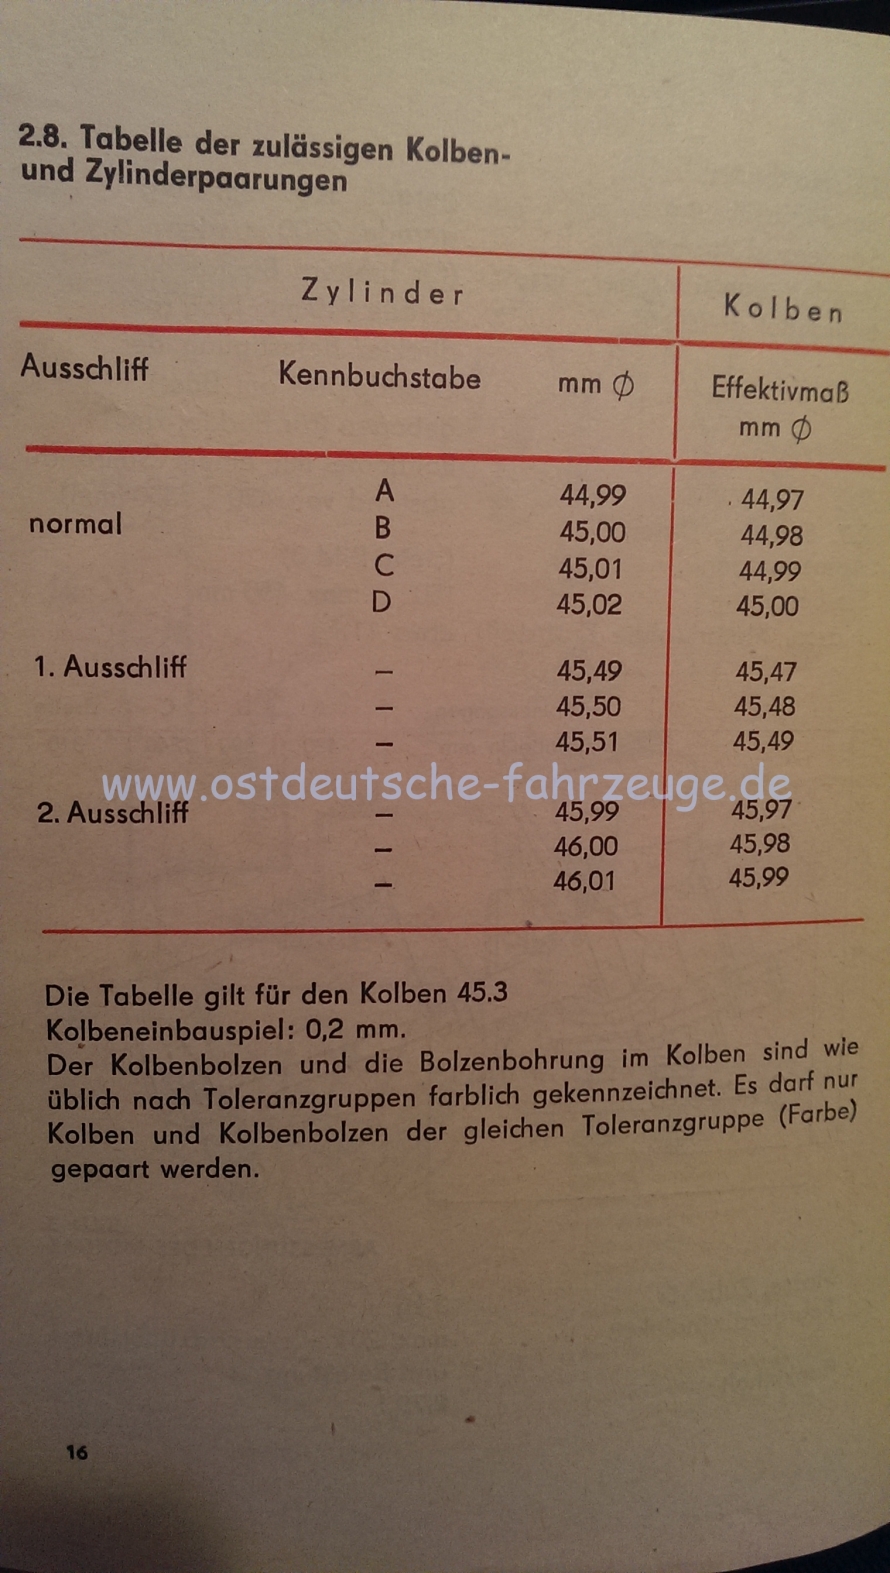 2.8. Tabelle der zulässigen Kolben-
und Zylinderpaarungen
Zylinder Kolben
Ausschliff Kennbuchstabe mm ∅ Effektivmaß
mm ∅
A 44,99 44,97
normal B 45,00 44,98
C 45,01 44,99
D 45,02 45,00
1. Ausschliff – 45,49 45,47
– 45,50 45,48
– 45,51 45,49
www.ostdeutsche-fahrzeuge.de
2. Ausschliff – 45,99 45,97
– 46,00 45,98
– 46,01 45,99
Die Tabelle gilt für den Kolben 45.3
Kolbeneinbauspiel: 0,2 mm.
Der Kolbenbolzen und die Bolzenbohrung im Kolben sind wie
üblich nach Toleranzgruppen farblich gekennzeichnet. Es darf nur
Kolben und Kolbenbolzen der gleichen Toleranzgruppe (Farbe)
gepaart werden.
16